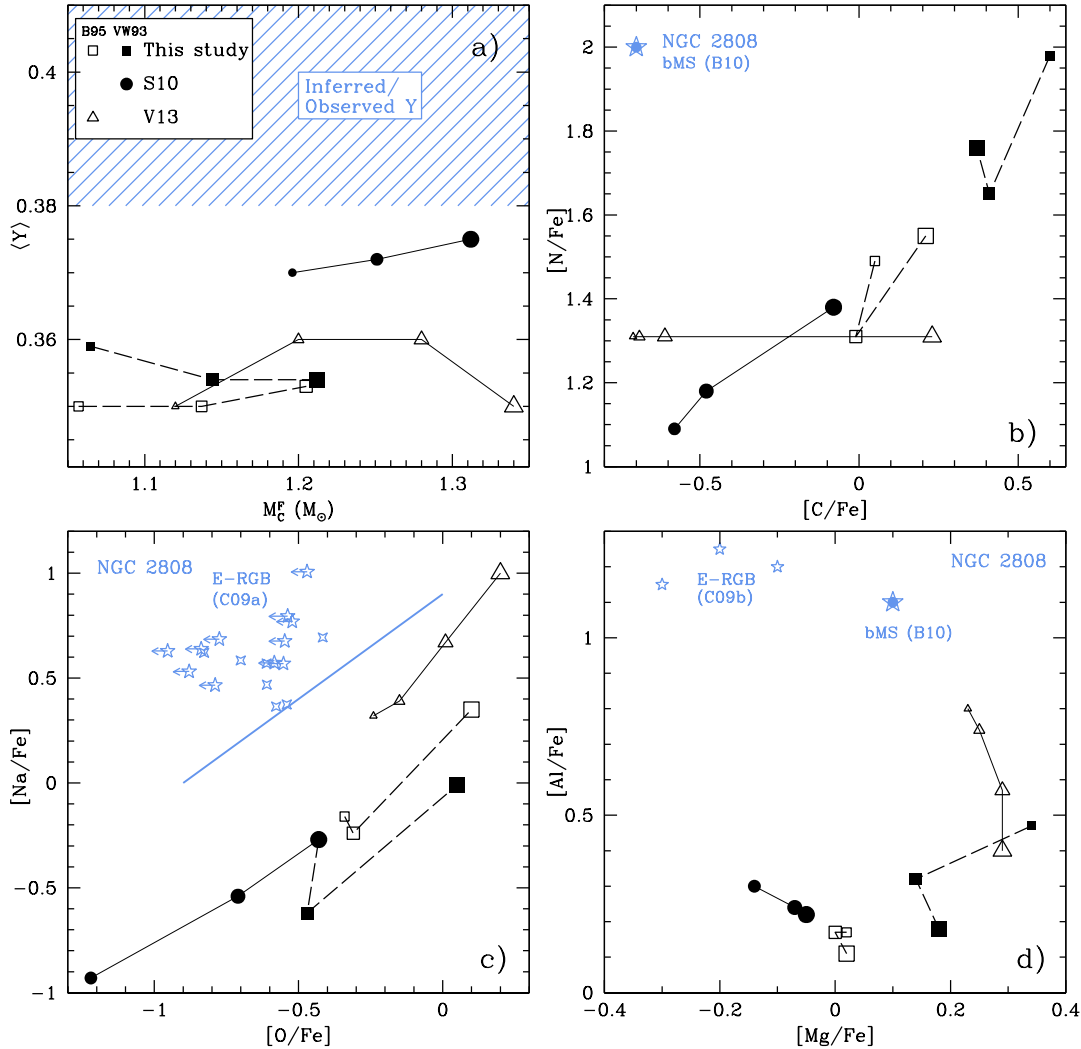 B95 VW93
This study
S10
V13
a)
Inferred/
Observed Y
0.4
0.38
0.36
⟨Y⟩
1.1
1.2
1.3
M_C^F (M_⊙)
NGC 2808
bMS (B10)
b)
2
1.8
1.6
1.4
1.2
1
[N/Fe]
−0.5
0
0.5
[C/Fe]
NGC 2808
E−RGB
(C09a)
c)
1
0.5
0
−0.5
−1
[Na/Fe]
−1
−0.5
0
[O/Fe]
NGC 2808
E−RGB
(C09b)
bMS (B10)
d)
1
0.5
0
[Al/Fe]
−0.4
−0.2
0
0.2
0.4
[Mg/Fe]